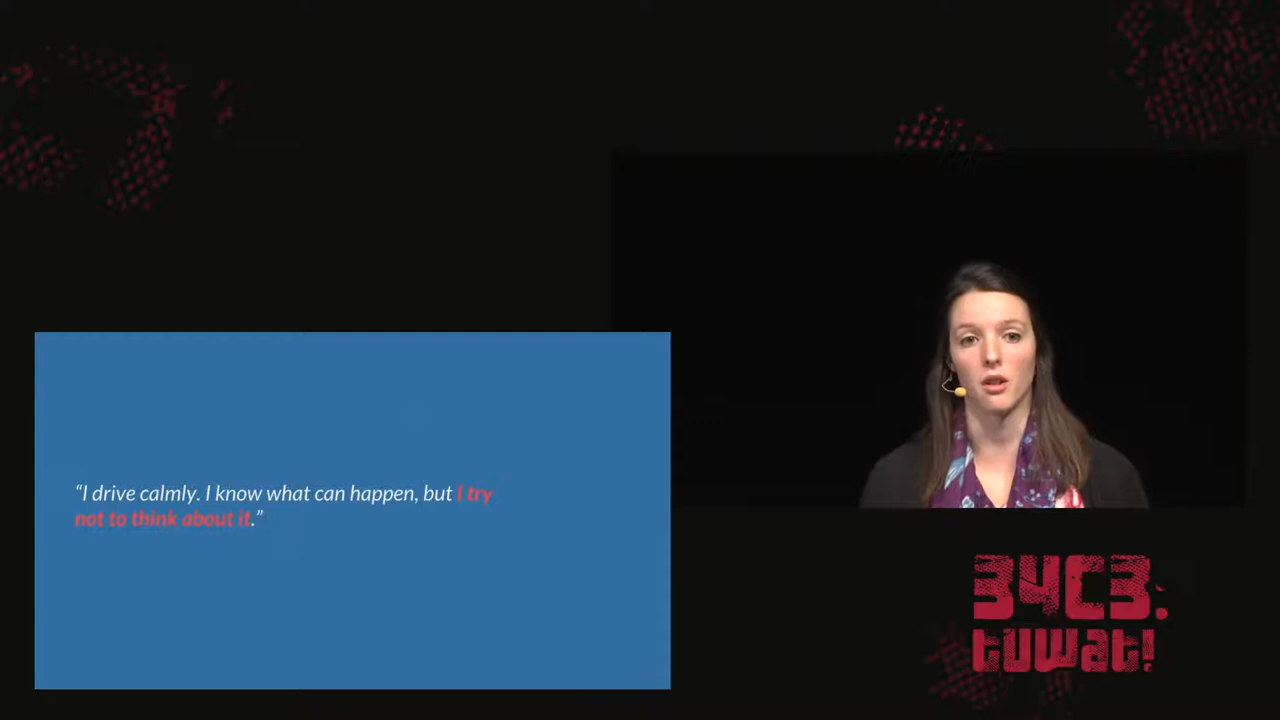 “I drive calmly. I know what can happen, but I try
not to think about it.”
34C3.
tuwat!